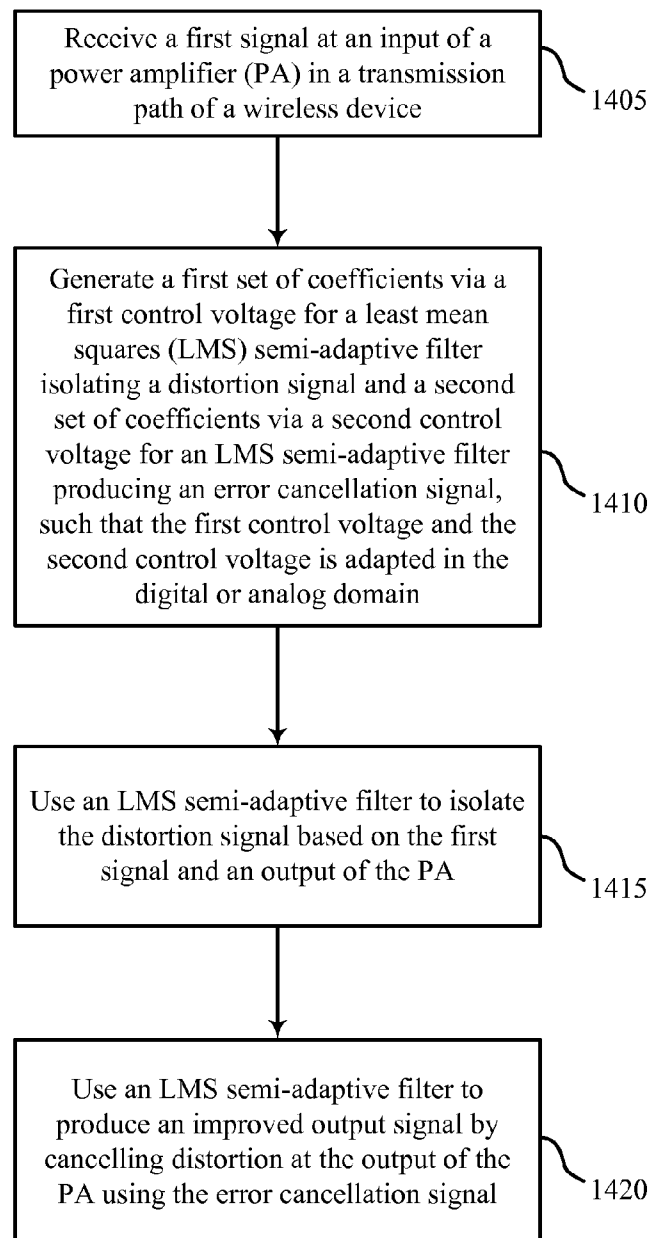 Receive a first signal at an input of a
power amplifier (PA) in a transmission
path of a wireless device
1405
Generate a first set of coefficients via a
first control voltage for a least mean
squares (LMS) semi-adaptive filter
isolating a distortion signal and a second
set of coefficients via a second control
voltage for an LMS semi-adaptive filter
producing an error cancellation signal,
such that the first control voltage and the
second control voltage is adapted in the
digital or analog domain
1410
Use an LMS semi-adaptive filter to isolate
the distortion signal based on the first
signal and an output of the PA
1415
Use an LMS semi-adaptive filter to
produce an improved output signal by
cancelling distortion at the output of the
PA using the error cancellation signal
1420